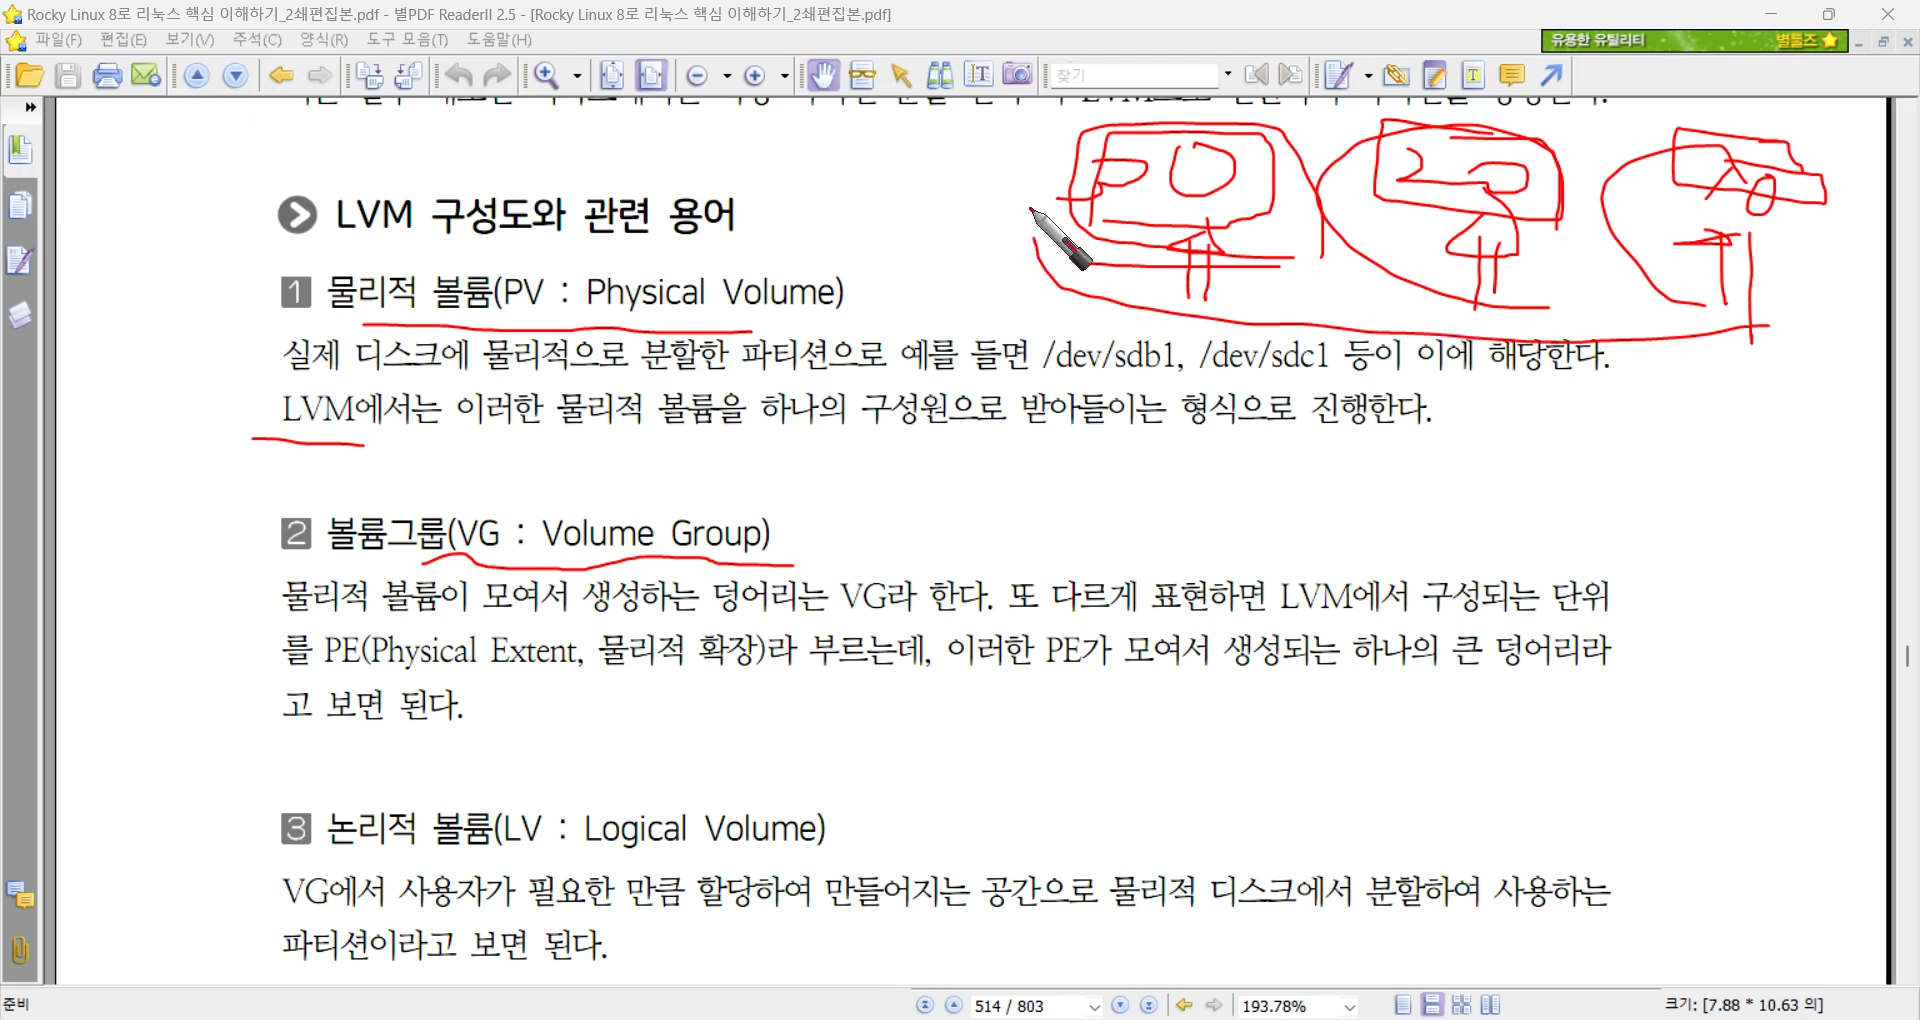 Rocky Linux 8로 리눅스 핵심 이해하기_2쇄편집본.pdf - 별PDF ReaderII 2.5 - [Rocky Linux 8로 리눅스 핵심 이해하기_2쇄편집본.pdf]
파일(F) 편집(E) 보기(V) 주석(C) 양식(R) 도구 모음(T) 도움말(H)
유용한 유틸리티 별툴즈
찾기
LVM 구성도와 관련 용어
1 물리적 볼륨(PV : Physical Volume)
실제 디스크에 물리적으로 분할한 파티션으로 예를 들면 /dev/sdb1, /dev/sdc1 등이 이에 해당한다.
LVM에서는 이러한 물리적 볼륨을 하나의 구성원으로 받아들이는 형식으로 진행한다.
2 볼륨그룹(VG : Volume Group)
물리적 볼륨이 모여서 생성하는 덩어리는 VG라 한다. 또 다르게 표현하면 LVM에서 구성되는 단위
를 PE(Physical Extent, 물리적 확장)라 부르는데, 이러한 PE가 모여서 생성되는 하나의 큰 덩어리라
고 보면 된다.
3 논리적 볼륨(LV : Logical Volume)
VG에서 사용자가 필요한 만큼 할당하여 만들어지는 공간으로 물리적 디스크에서 분할하여 사용하는
파티션이라고 보면 된다.
준비
514 / 803
193.78%
크기: [7.88 * 10.63 의]